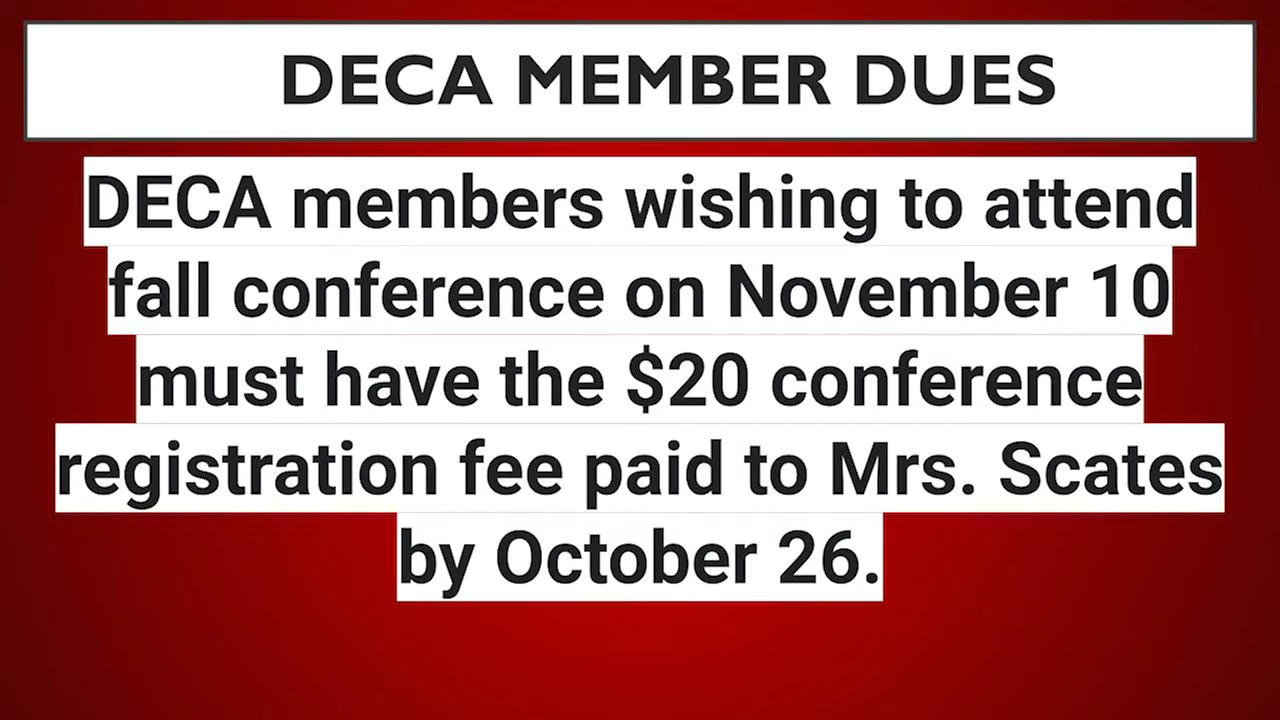 DECA MEMBER DUES
DECA members wishing to attend
fall conference on November 10
must have the $20 conference
registration fee paid to Mrs. Scates
by October 26.